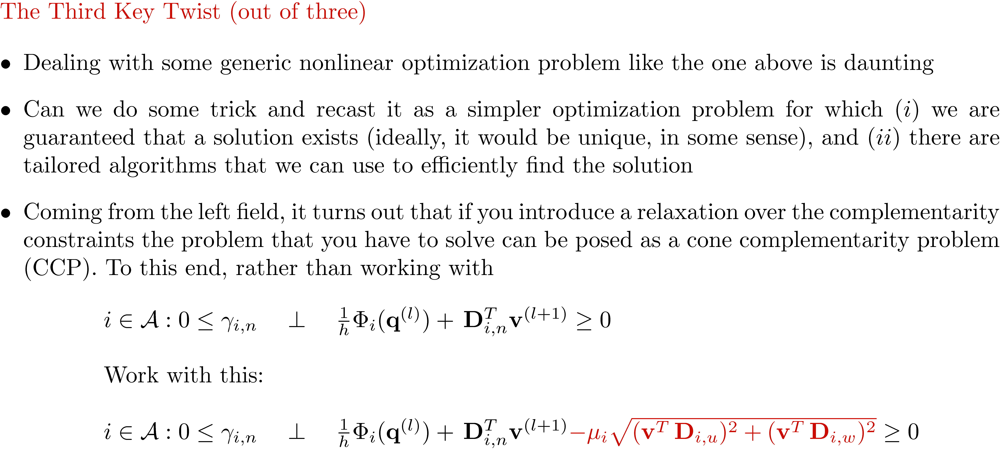 The Third Key Twist (out of three)
• Dealing with some generic nonlinear optimization problem like the one above is daunting
• Can we do some trick and recast it as a simpler optimization problem for which (i) we are
guaranteed that a solution exists (ideally, it would be unique, in some sense), and (ii) there are
tailored algorithms that we can use to efficiently find the solution
• Coming from the left field, it turns out that if you introduce a relaxation over the complementarity
constraints the problem that you have to solve can be posed as a cone complementarity problem
(CCP). To this end, rather than working with
$i \in \mathcal{A} : 0 \leq \gamma_{i,n} \quad \perp \quad \frac{1}{h}\Phi_i(\mathbf{q}^{(l)}) + \mathbf{D}_{i,n}^T \mathbf{v}^{(l+1)} \geq 0$
Work with this:
$i \in \mathcal{A} : 0 \leq \gamma_{i,n} \quad \perp \quad \frac{1}{h}\Phi_i(\mathbf{q}^{(l)}) + \mathbf{D}_{i,n}^T \mathbf{v}^{(l+1)} - \mu_i \sqrt{(\mathbf{v}^T \mathbf{D}_{i,u})^2 + (\mathbf{v}^T \mathbf{D}_{i,w})^2} \geq 0$